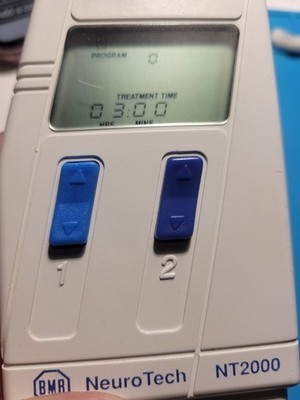 PROGRAM 0
TREATMENT TIME
03:00
HRS MINS
1 2
BMR NeuroTech NT2000